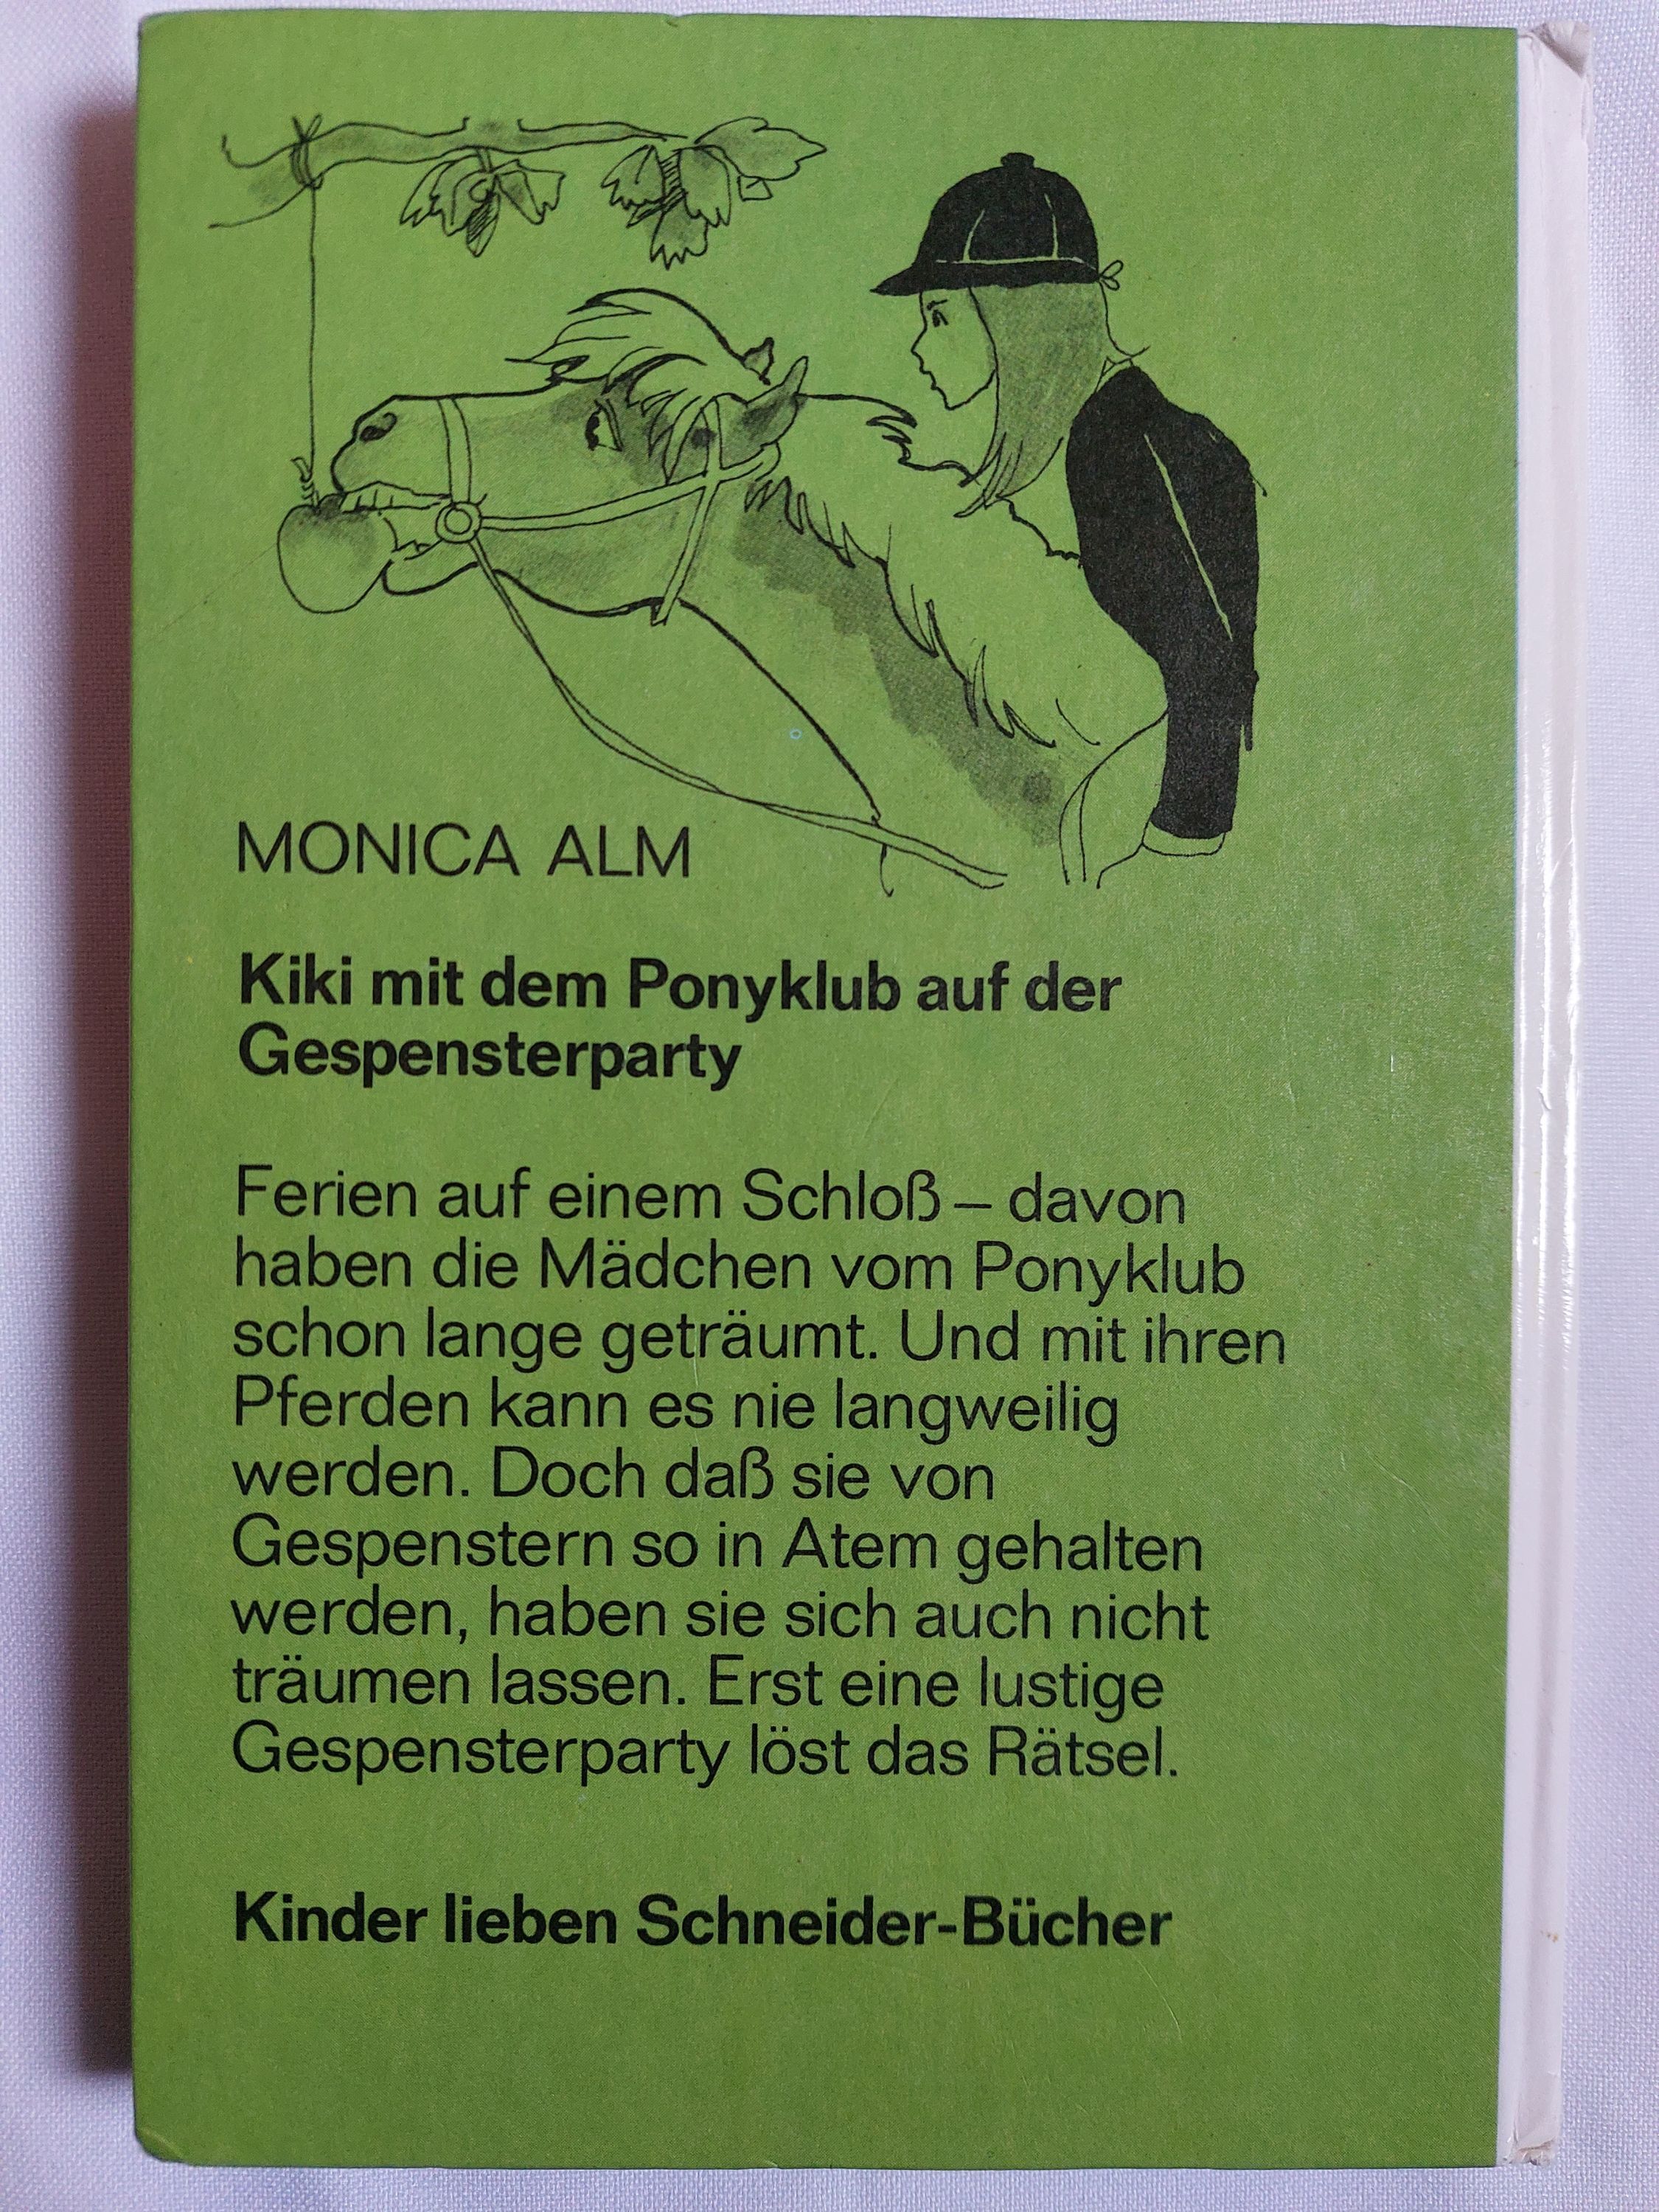 MONICA ALM
Kiki mit dem Ponyklub auf der
Gespensterparty
Ferien auf einem Schloß – davon
haben die Mädchen vom Ponyklub
schon lange geträumt. Und mit ihren
Pferden kann es nie langweilig
werden. Doch daß sie von
Gespenstern so in Atem gehalten
werden, haben sie sich auch nicht
träumen lassen. Erst eine lustige
Gespensterparty löst das Rätsel.
Kinder lieben Schneider-Bücher